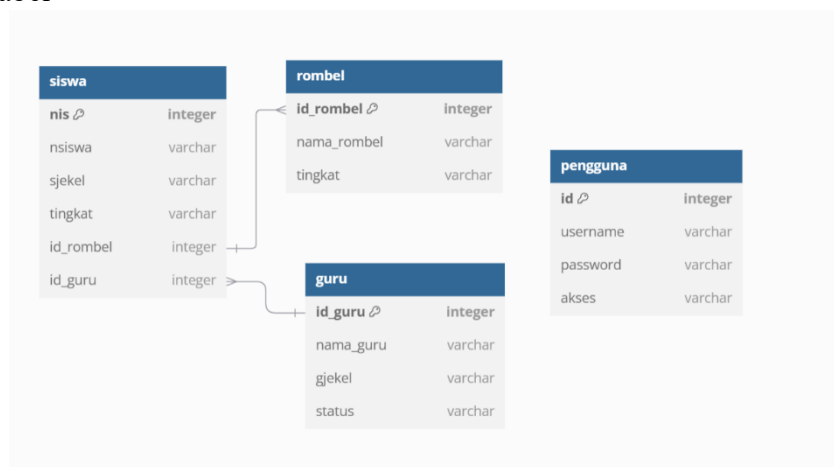 siswa
nis integer
nsiswa varchar
sjekel varchar
tingkat varchar
id_rombel integer
id_guru integer
rombel
id_rombel integer
nama_rombel varchar
tingkat varchar
guru
id_guru integer
nama_guru varchar
gjekel varchar
status varchar
pengguna
id integer
username varchar
password varchar
akses varchar